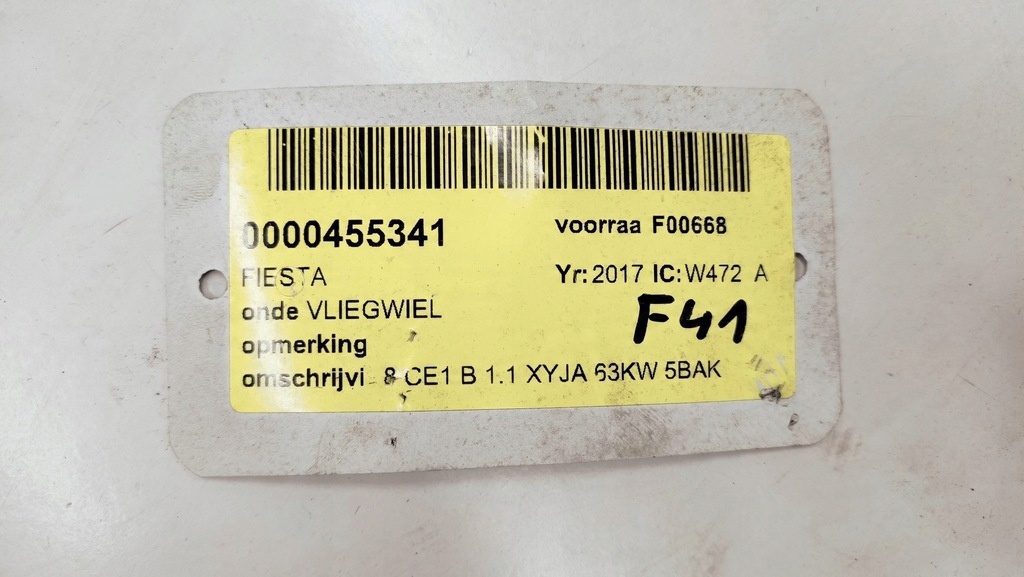 0000455341 voorraa F00668
FIESTA Yr: 2017 IC: W472 A
onde VLIEGWIEL F41
opmerking
omschrijvi 8 CE1 B 1.1 XYJA 63KW 5BAK